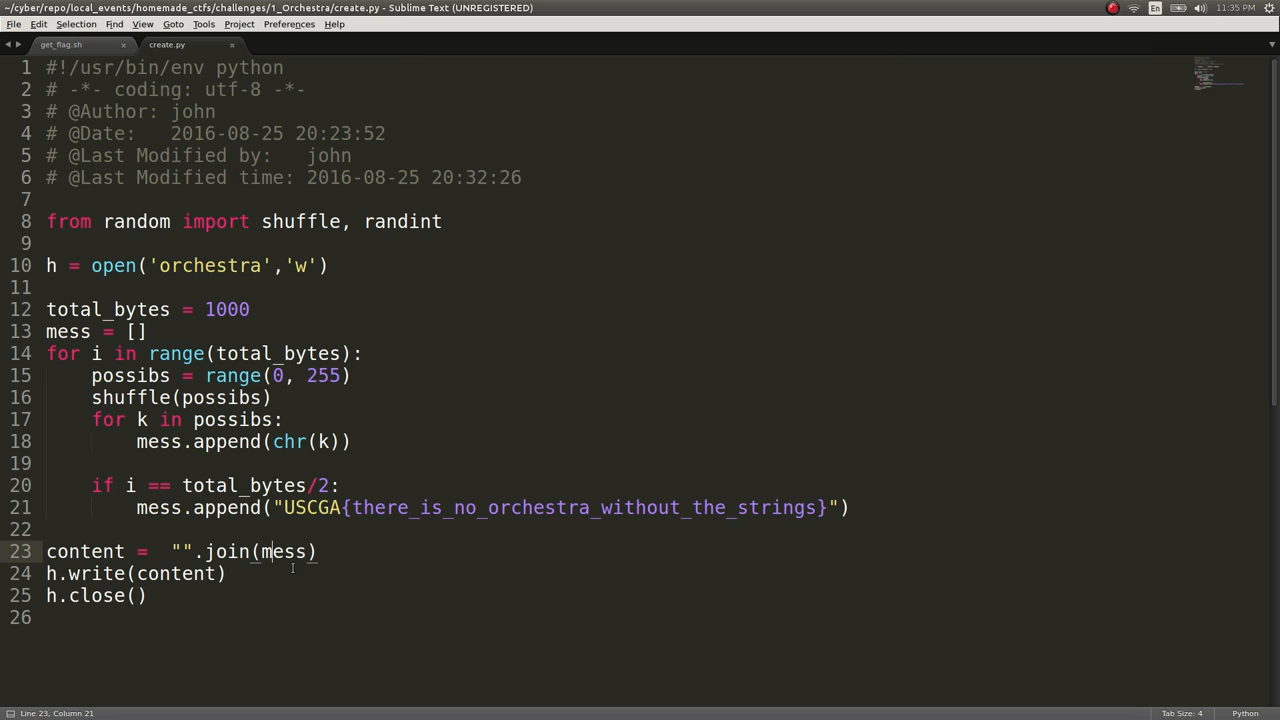 ~/cyber/repo/local_events/homemade_ctfs/challenges/1_Orchestra/create.py - Sublime Text (UNREGISTERED)
En
11:35 PM
File Edit Selection Find View Goto Tools Project Preferences Help
get_flag.sh × create.py ×
1 #!/usr/bin/env python
2 # -*- coding: utf-8 -*-
3 # @Author: john
4 # @Date:   2016-08-25 20:23:52
5 # @Last Modified by:   john
6 # @Last Modified time: 2016-08-25 20:32:26
7
8 from random import shuffle, randint
9
10 h = open('orchestra','w')
11
12 total_bytes = 1000
13 mess = []
14 for i in range(total_bytes):
15     possibs = range(0, 255)
16     shuffle(possibs)
17     for k in possibs:
18         mess.append(chr(k))
19
20     if i == total_bytes/2:
21         mess.append("USCGA{there_is_no_orchestra_without_the_strings}")
22
23 content =  "".join(mess)
24 h.write(content)
25 h.close()
26
Line 23, Column 21
Tab Size: 4
Python